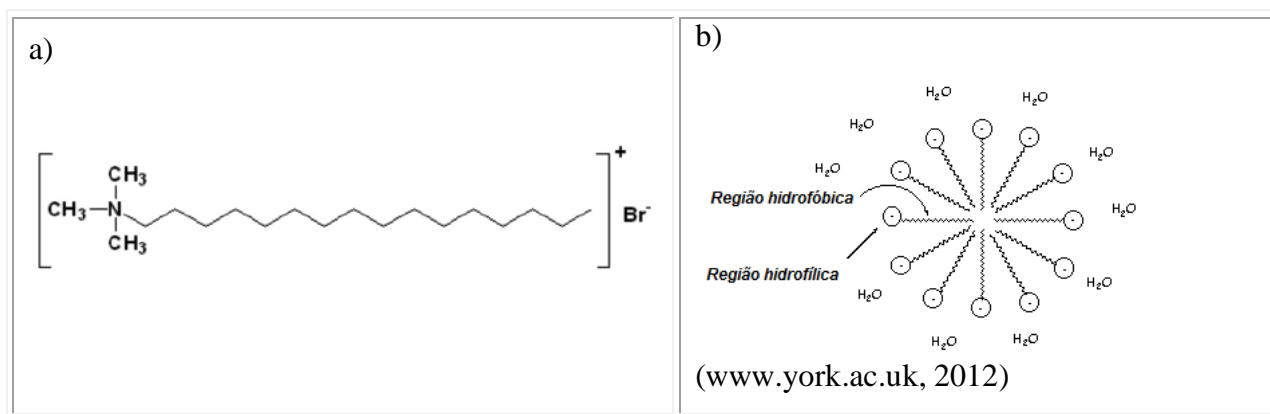 a)
CH₃
CH₃—N
CH₃
+
Br⁻
b)
H₂O
H₂O
H₂O
H₂O
H₂O
Região hidrofóbica
H₂O
Região hidrofílica
H₂O
H₂O
H₂O
H₂O
(www.york.ac.uk, 2012)